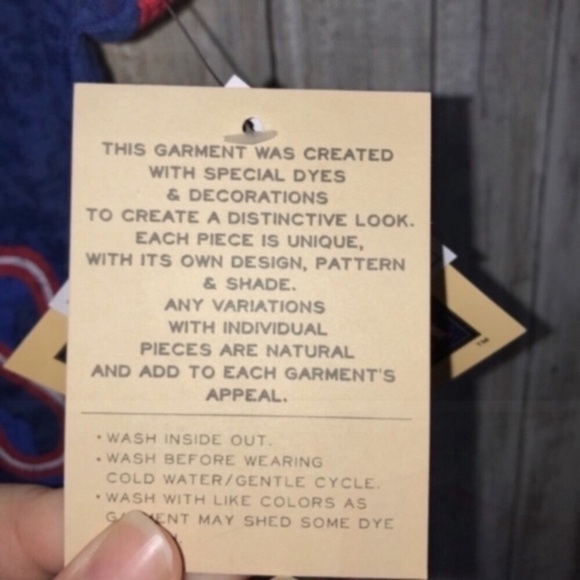 THIS GARMENT WAS CREATED
WITH SPECIAL DYES
& DECORATIONS
TO CREATE A DISTINCTIVE LOOK.
EACH PIECE IS UNIQUE,
WITH ITS OWN DESIGN, PATTERN
& SHADE.
ANY VARIATIONS
WITH INDIVIDUAL
PIECES ARE NATURAL
AND ADD TO EACH GARMENT'S
APPEAL.
• WASH INSIDE OUT.
• WASH BEFORE WEARING
COLD WATER/GENTLE CYCLE.
• WASH WITH LIKE COLORS AS
MAY SHED SOME DYE
TM